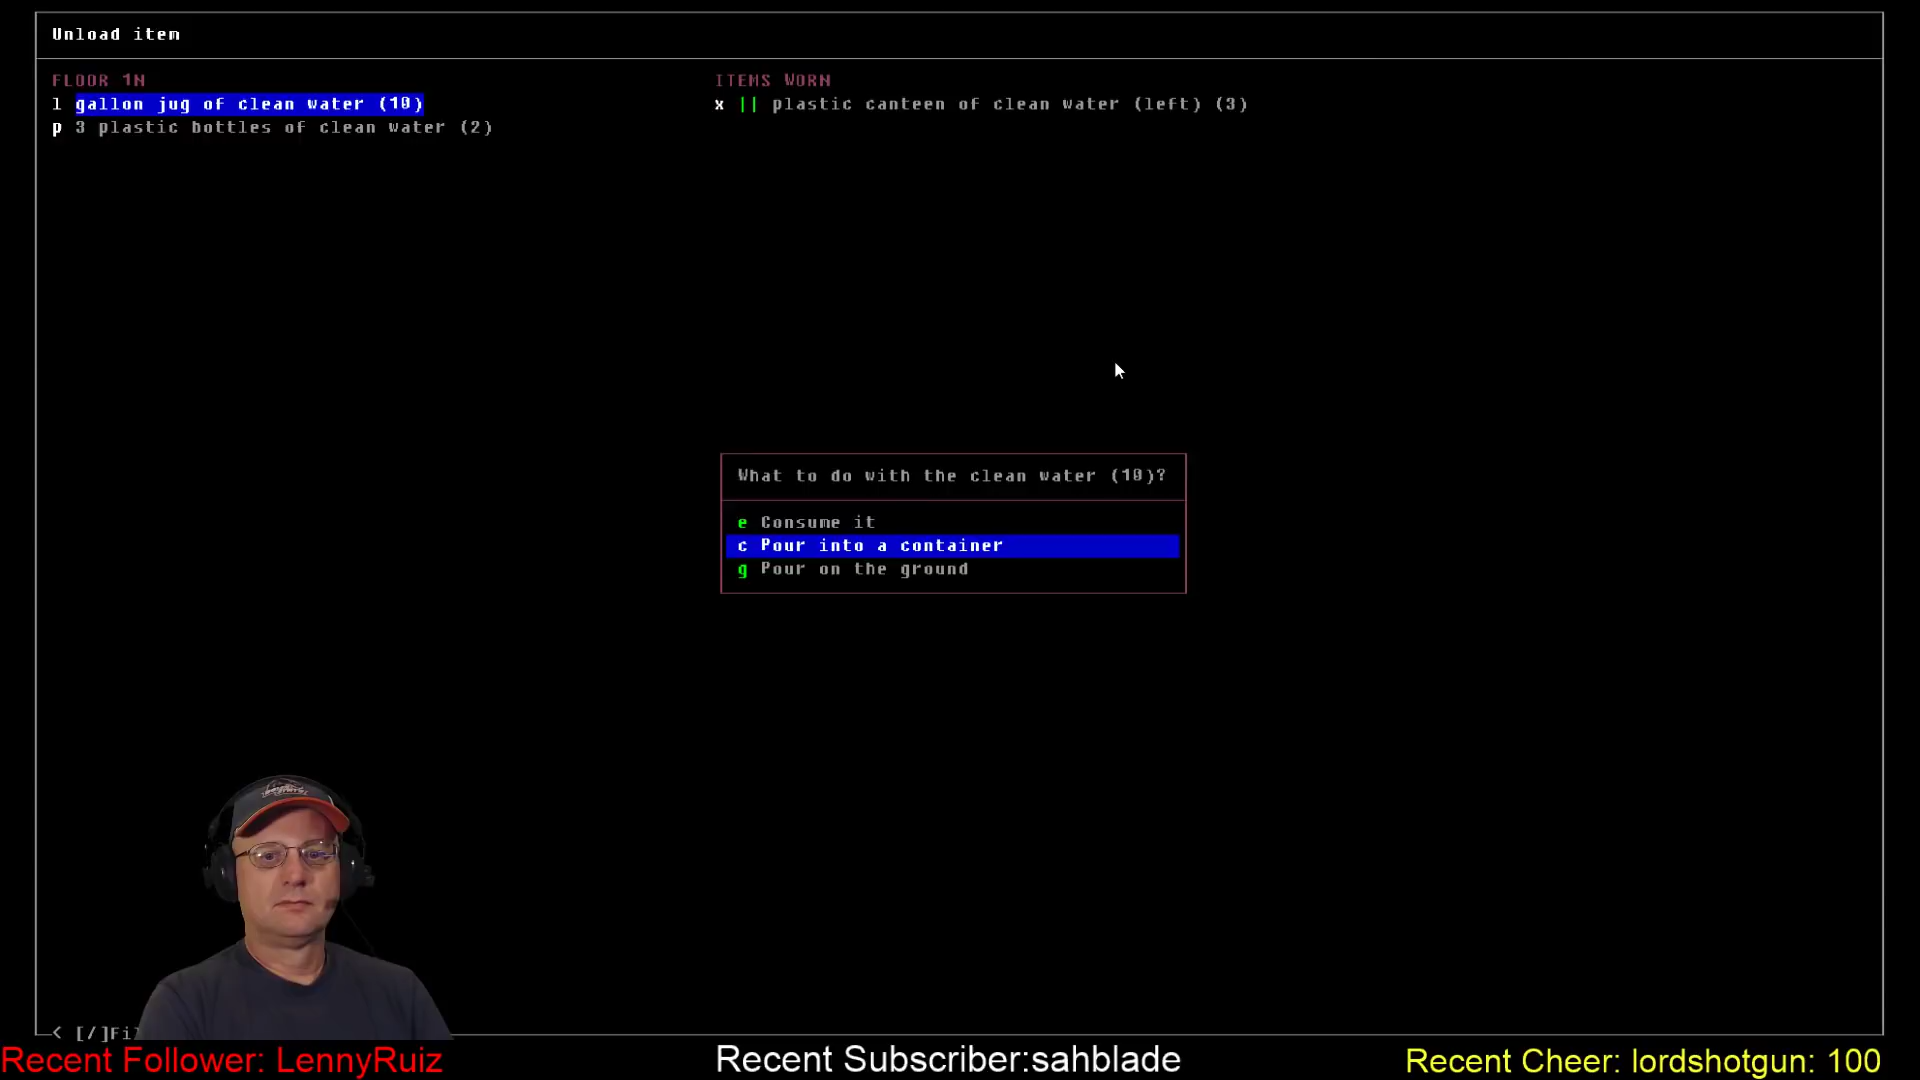 Unload item
FLOOR 1N
l gallon jug of clean water (10)
p 3 plastic bottles of clean water (2)
ITEMS WORN
x || plastic canteen of clean water (left) (3)
What to do with the clean water (10)?
e Consume it
c Pour into a container
g Pour on the ground
< [/]Fi
Recent Follower: LennyRuiz
Recent Subscriber:sahblade
Recent Cheer: lordshotgun: 100